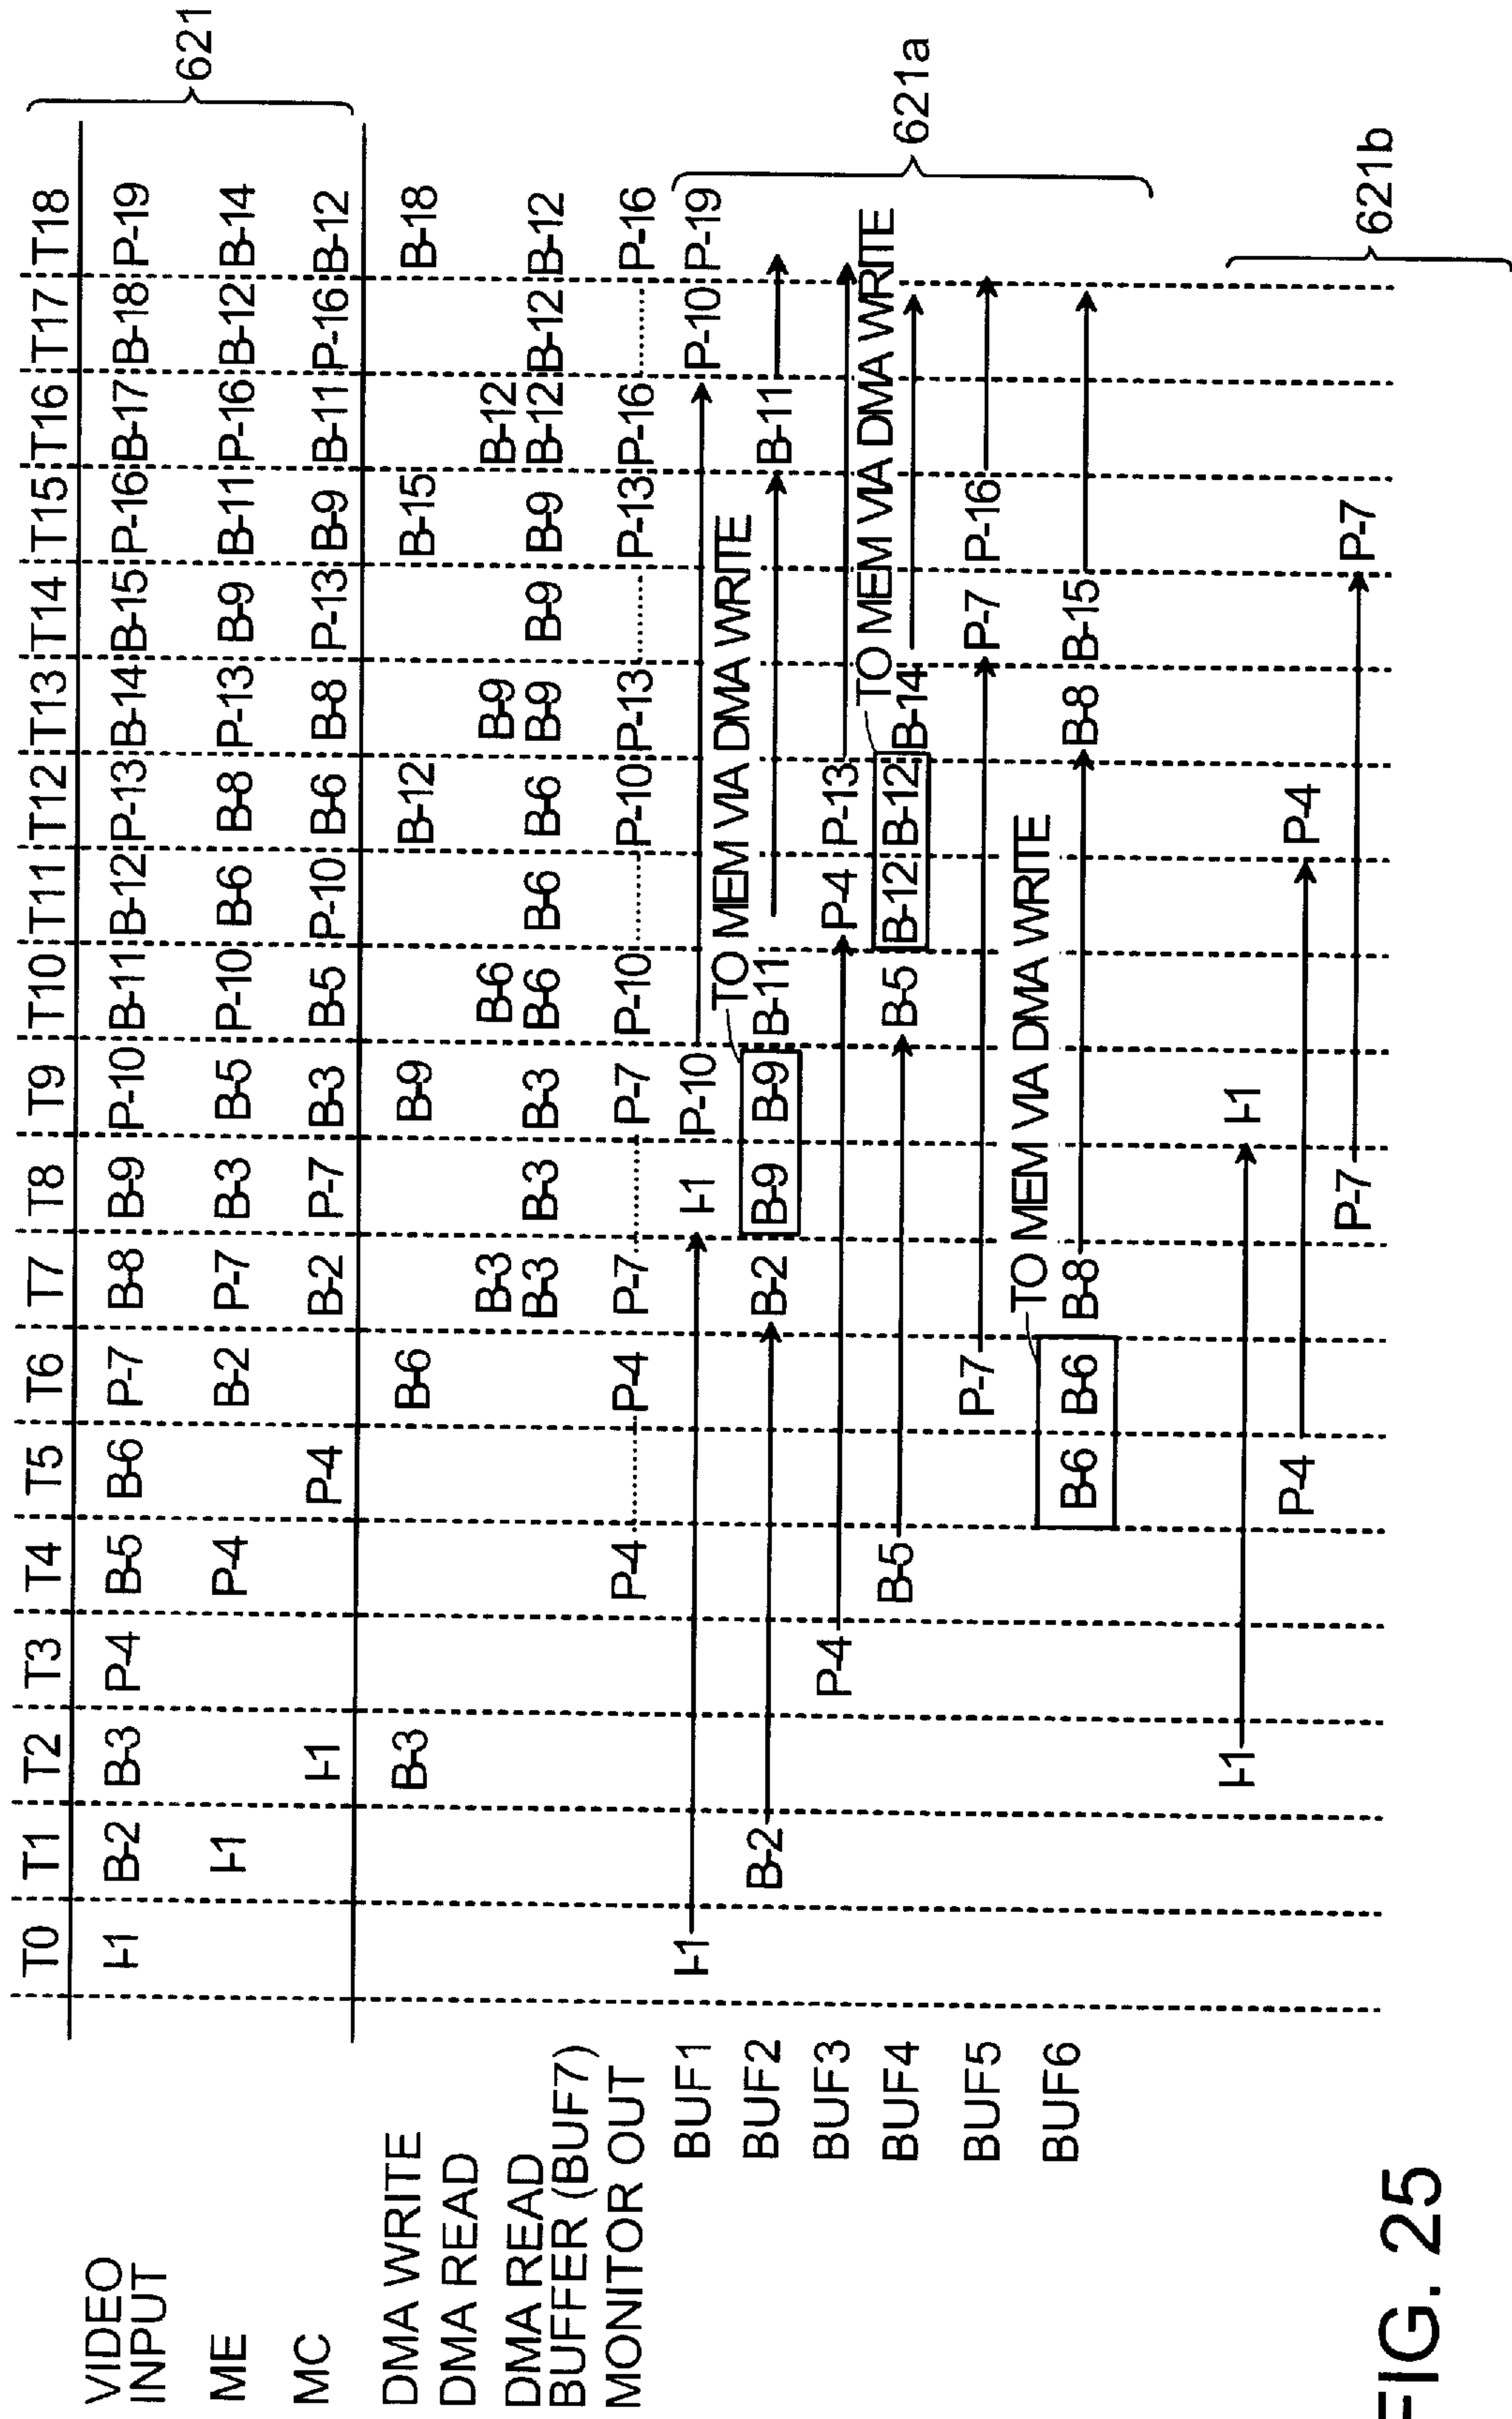 T0 T1 T2 T3 T4 T5 T6 T7 T8 T9 T10 T11 T12 T13 T14 T15 T16 T17 T18
VIDEO INPUT I-1 B-2 B-3 P-4 B-5 B-6 P-7 B-8 B-9 P-10 B-11 B-12 P-13 B-14 B-15 P-16 B-17 B-18 P-19
621
ME I-1 P-4 B-2 P-7 B-3 B-5 P-10 B-6 B-8 P-13 B-9 B-11 P-16 B-12 B-14
MC I-1 P-4 B-2 P-7 B-3 B-5 P-10 B-6 B-8 P-13 B-9 B-11 P-16 B-12
DMA WRITE B-3 B-6 B-9 B-12 B-15 B-18
DMA READ B-3 B-6 B-9 B-12
DMA READ BUFFER (BUF7) B-3 B-3 B-3 B-6 B-6 B-6 B-9 B-9 B-9 B-12 B-12 B-12
MONITOR OUT P-4 P-4 P-7 P-7 P-10 P-10 P-13 P-13 P-16 P-16
BUF1 I-1 I-1 P-10 P-10 P-19
TO MEM VIA DMA WRITE
BUF2 B-2 B-2 B-9 B-9 B-11 B-11
BUF3 P-4 P-4 P-13
TO MEM VIA DMA WRITE
BUF4 B-5 B-5 B-12 B-12 B-14
621a
BUF5 P-7 P-7 P-16
TO MEM VIA DMA WRITE
BUF6 B-6 B-6 B-8 B-8 B-15
I-1 I-1
P-4 P-4
P-7 P-7
621b
FIG. 25